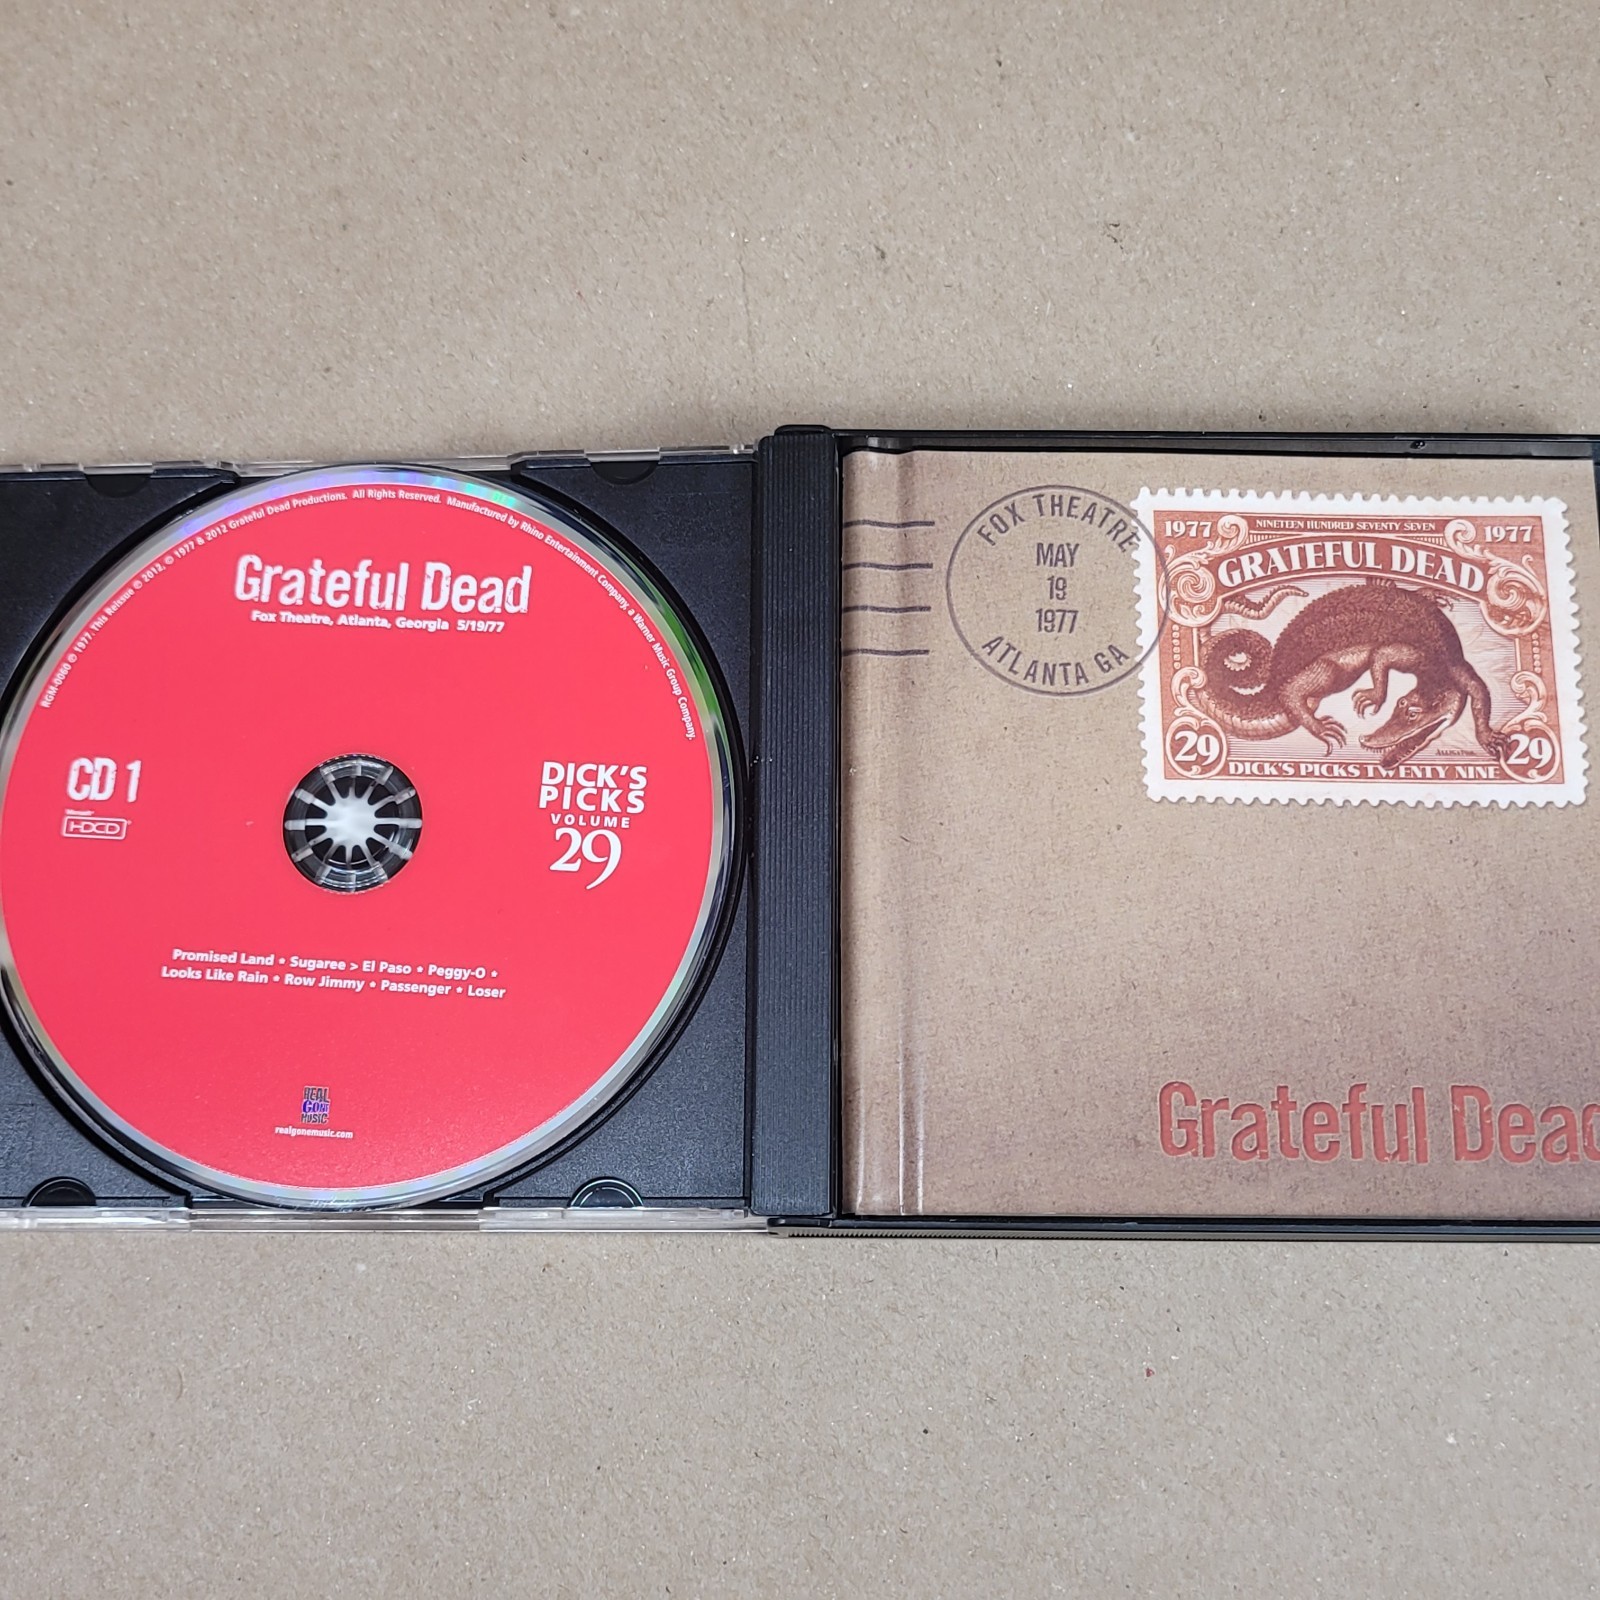 RGM-0060 ℗ © 1977. This Reissue ℗ 2012, © 1977 & 2012 Grateful Dead Productions. All Rights Reserved. Manufactured by Rhino Entertainment Company, a Warner Music Group Company.
Grateful Dead
Fox Theatre, Atlanta, Georgia 5/19/77
CD 1
HDCD
DICK'S
PICKS
VOLUME
29
Promised Land • Sugaree > El Paso • Peggy-O •
Looks Like Rain • Row Jimmy • Passenger • Loser
REAL
GONE
MUSIC
realgonemusic.com
FOX THEATRE
MAY
19
1977
ATLANTA GA
1977
NINETEEN HUNDRED SEVENTY SEVEN
1977
GRATEFUL DEAD
ALLIGATOR
29
DICK'S PICKS TWENTY NINE
29
Grateful Dead